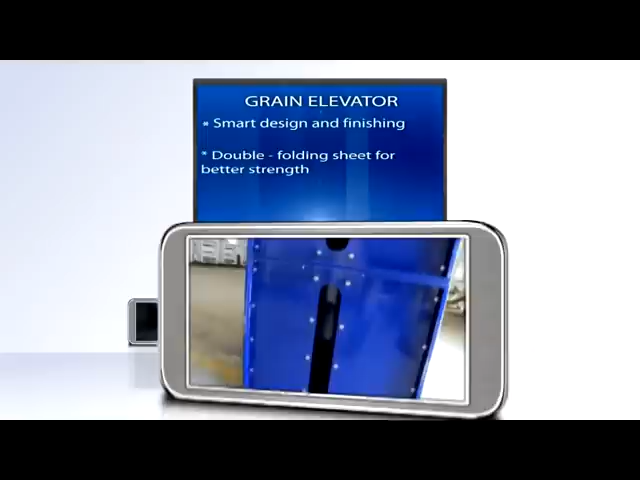 GRAIN ELEVATOR
* Smart design and finishing
* Double - folding sheet for
better strength